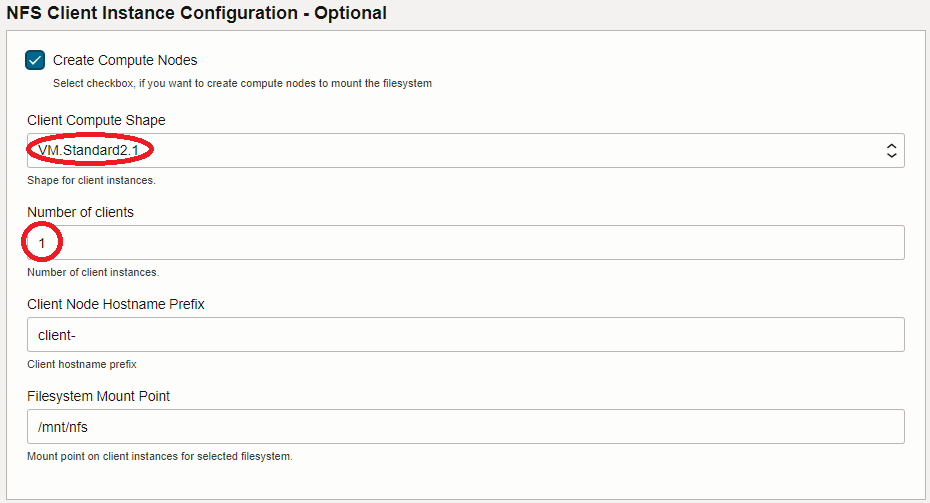 NFS Client Instance Configuration - Optional
Create Compute Nodes
Select checkbox, if you want to create compute nodes to mount the filesystem
Client Compute Shape
VM.Standard2.1
Shape for client instances.
Number of clients
1
Number of client instances.
Client Node Hostname Prefix
client-
Client hostname prefix
Filesystem Mount Point
/mnt/nfs
Mount point on client instances for selected filesystem.